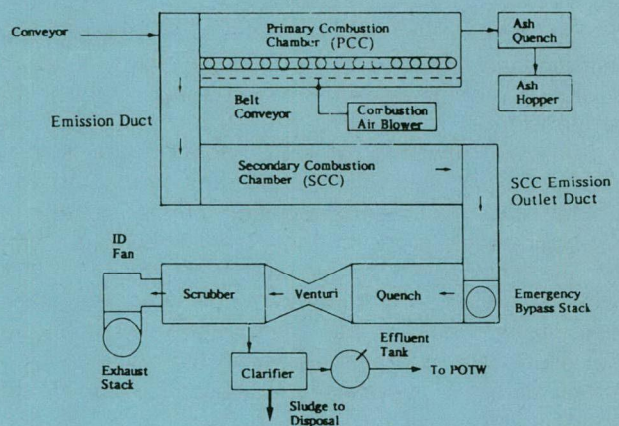 Conveyor
Primary Combustion
Chamber (PCC)
Ash
Quench
Ash
Hopper
Belt
Conveyor
Combustion
Air Blower
Emission Duct
Secondary Combustion
Chamber (SCC)
SCC Emission
Outlet Duct
ID
Fan
Scrubber
Venturi
Quench
Emergency
Bypass Stack
Exhaust
Stack
Clarifier
Effluent
Tank
To POTW
Sludge to
Disposal